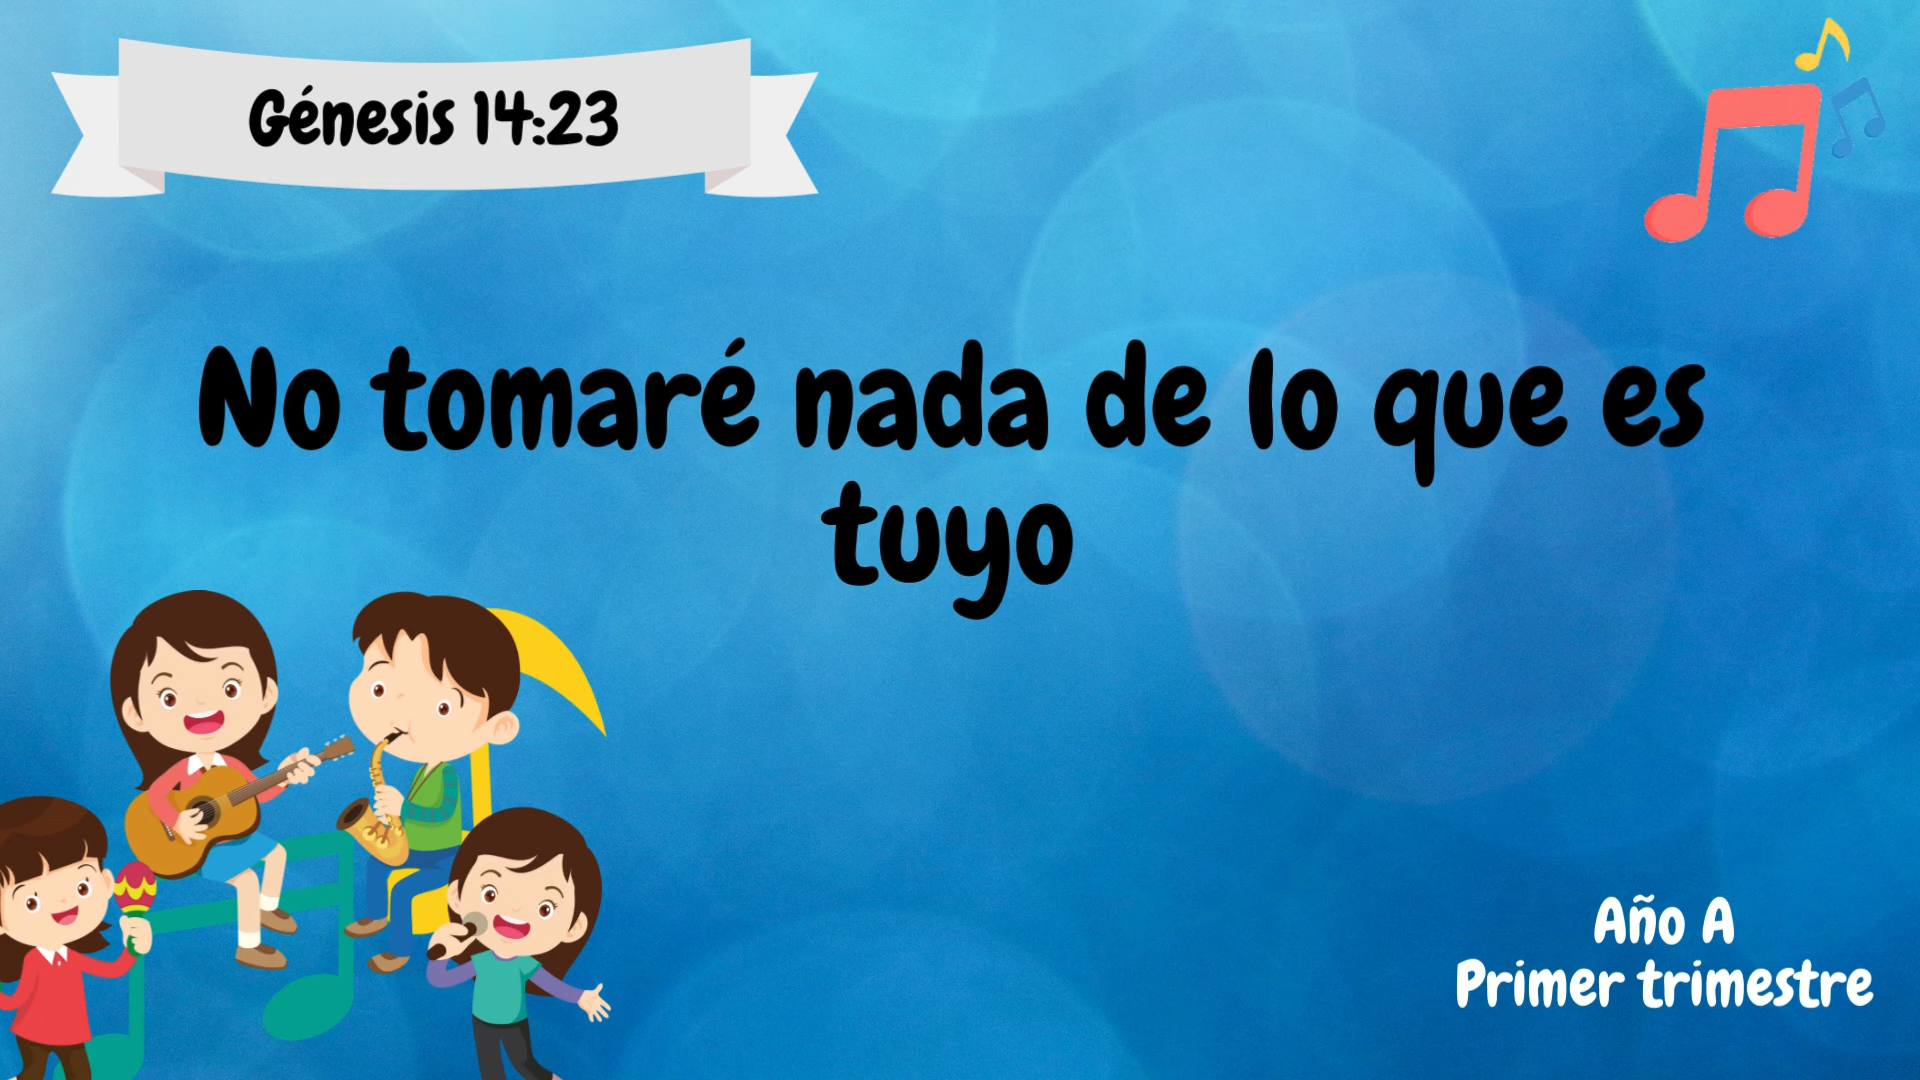 Génesis 14:23
No tomaré nada de lo que es
tuyo
Año A
Primer trimestre